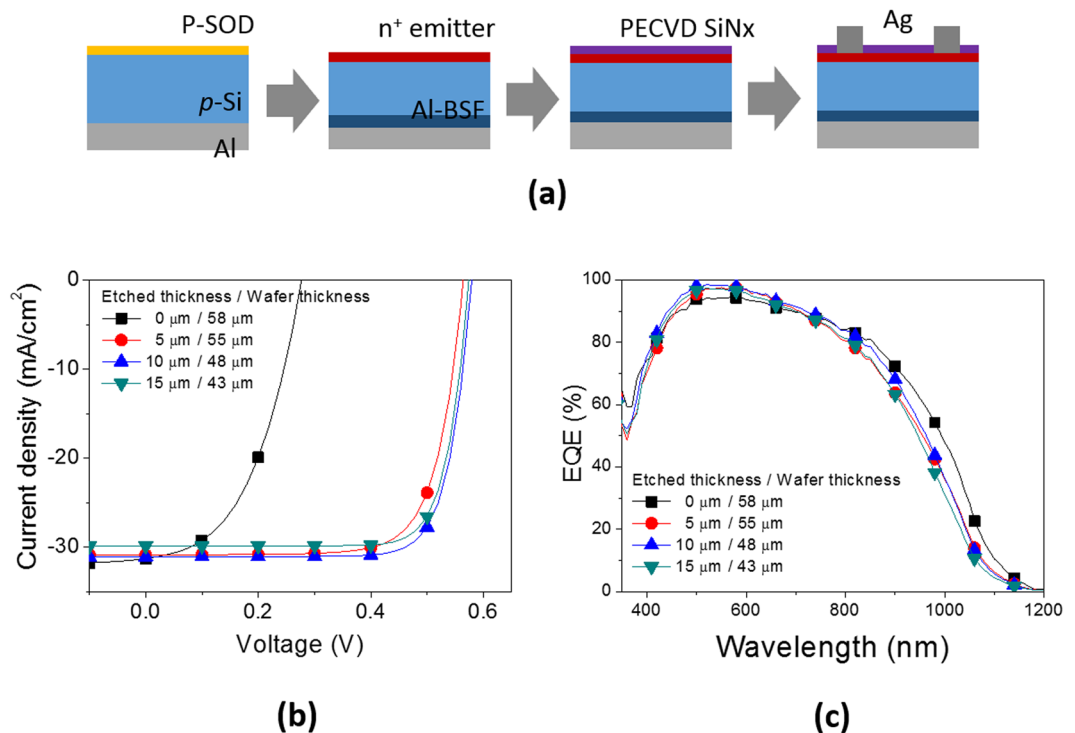 P-SOD
n⁺ emitter
PECVD SiNx
Ag
p-Si
Al-BSF
Al
(a)
Etched thickness / Wafer thickness
0 μm / 58 μm
5 μm / 55 μm
10 μm / 48 μm
15 μm / 43 μm
0
-10
-20
-30
Current density (mA/cm²)
0.0 0.2 0.4 0.6
Voltage (V)
(b)
100
80
60
40
20
0
EQE (%)
Etched thickness / Wafer thickness
0 μm / 58 μm
5 μm / 55 μm
10 μm / 48 μm
15 μm / 43 μm
400 600 800 1000 1200
Wavelength (nm)
(c)